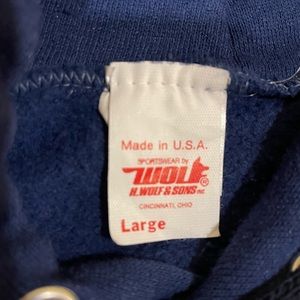 Made in U.S.A.
SPORTSWEAR by
WOLF ®
H. WOLF & SONS INC.
CINCINNATI, OHIO
Large